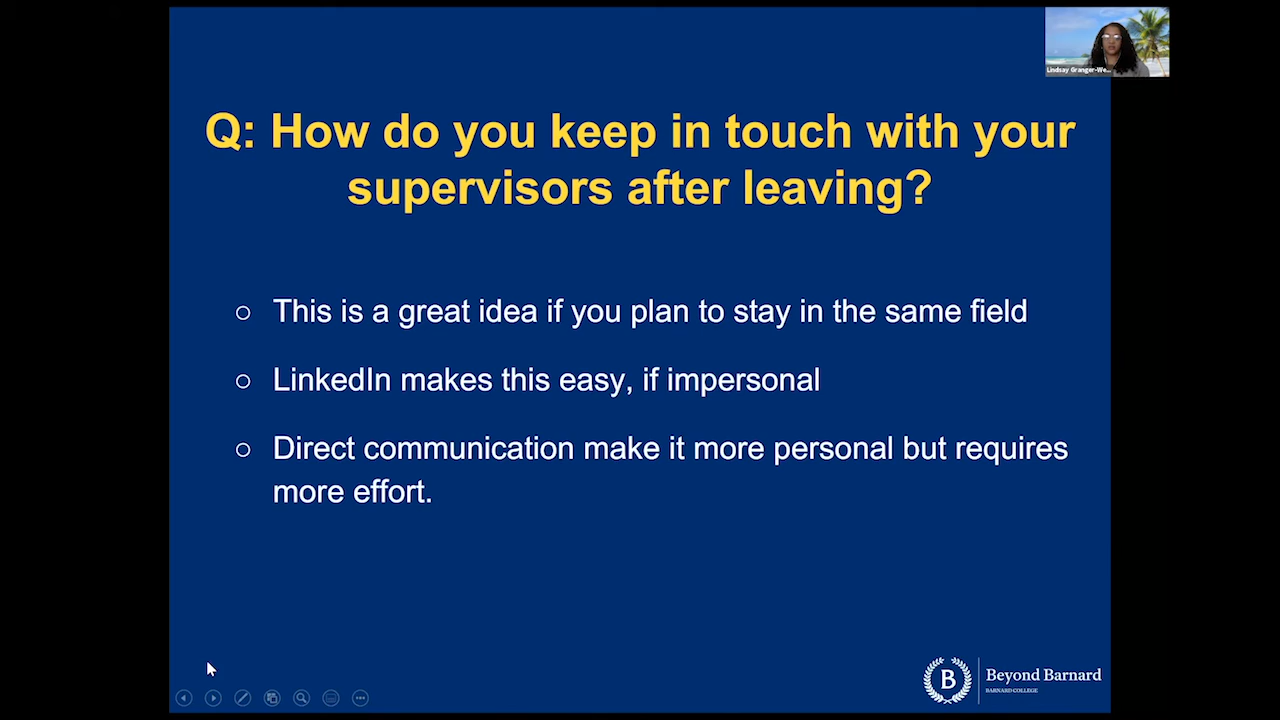 Lindsay Granger-We...
Q: How do you keep in touch with your
supervisors after leaving?
○ This is a great idea if you plan to stay in the same field
○ LinkedIn makes this easy, if impersonal
○ Direct communication make it more personal but requires
more effort.
B
Beyond Barnard
BARNARD COLLEGE